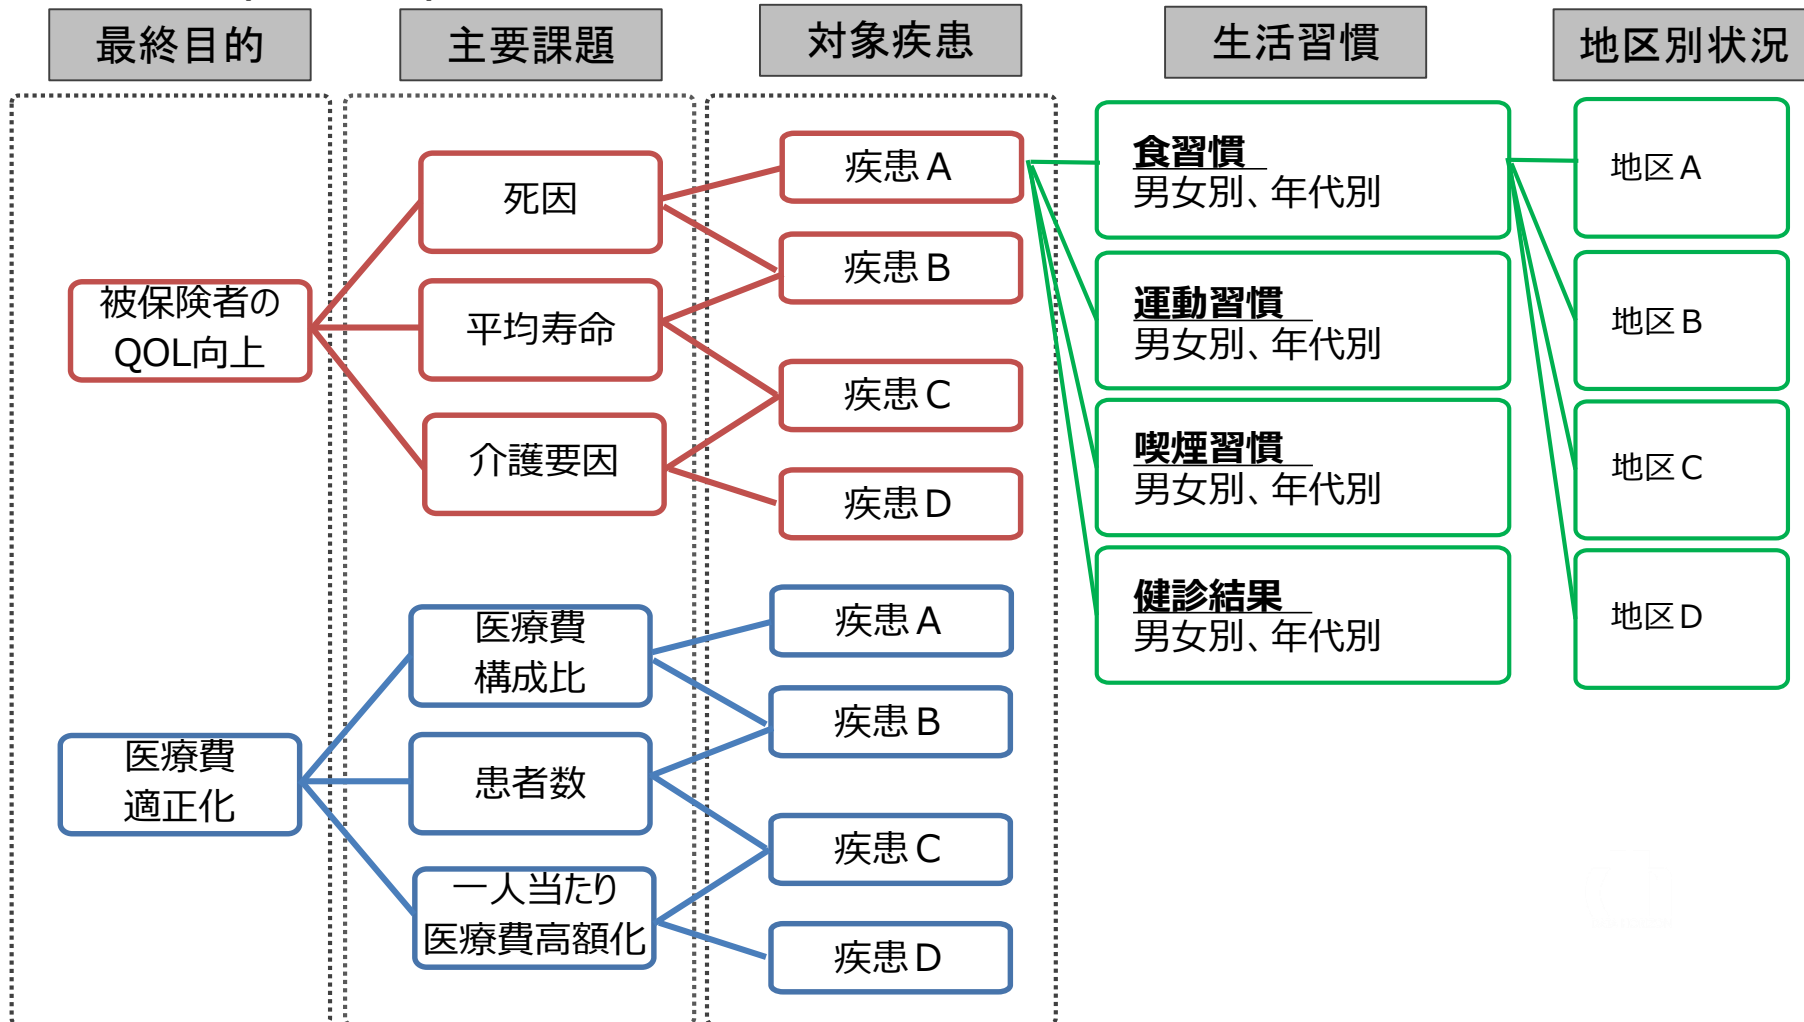 最終目的
主要課題
対象疾患
生活習慣
地区別状況
被保険者の
QOL向上
死因
平均寿命
介護要因
疾患A
疾患B
疾患C
疾患D
医療費
適正化
医療費
構成比
患者数
一人当たり
医療費高額化
疾患A
疾患B
疾患C
疾患D
食習慣
男女別、年代別
運動習慣
男女別、年代別
喫煙習慣
男女別、年代別
健診結果
男女別、年代別
地区A
地区B
地区C
地区D